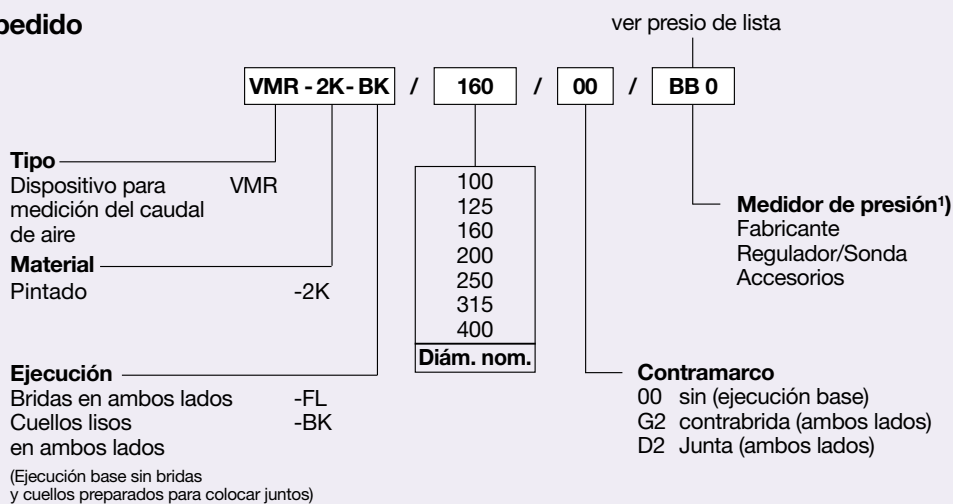 pedido
ver presio de lista
VMR - 2K - BK / 160 / 00 / BB 0
Tipo
Dispositivo para VMR
medición del caudal
de aire
Material
Pintado -2K
Ejecución
Bridas en ambos lados -FL
Cuellos lisos -BK
en ambos lados
(Ejecución base sin bridas
y cuellos preparados para colocar juntos)
100
125
160
200
250
315
400
Diám. nom.
Medidor de presión¹)
Fabricante
Regulador/Sonda
Accesorios
Contramarco
00 sin (ejecución base)
G2 contrabrida (ambos lados)
D2 Junta (ambos lados)